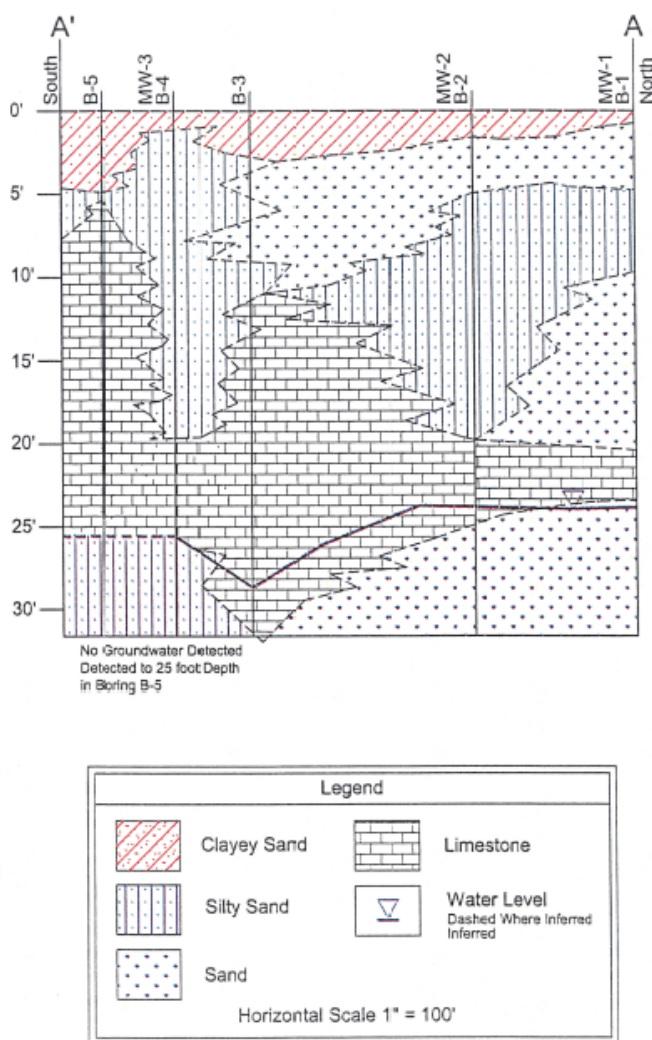 A'
A
South
B-5
MW-3
B-4
B-3
MW-2
B-2
MW-1
B-1
North
0'
5'
10'
15'
20'
25'
30'
No Groundwater Detected
Detected to 25 foot Depth
in Boring B-5
Legend
Clayey Sand
Limestone
Silty Sand
Water Level
Dashed Where Inferred
Inferred
Sand
Horizontal Scale 1" = 100'